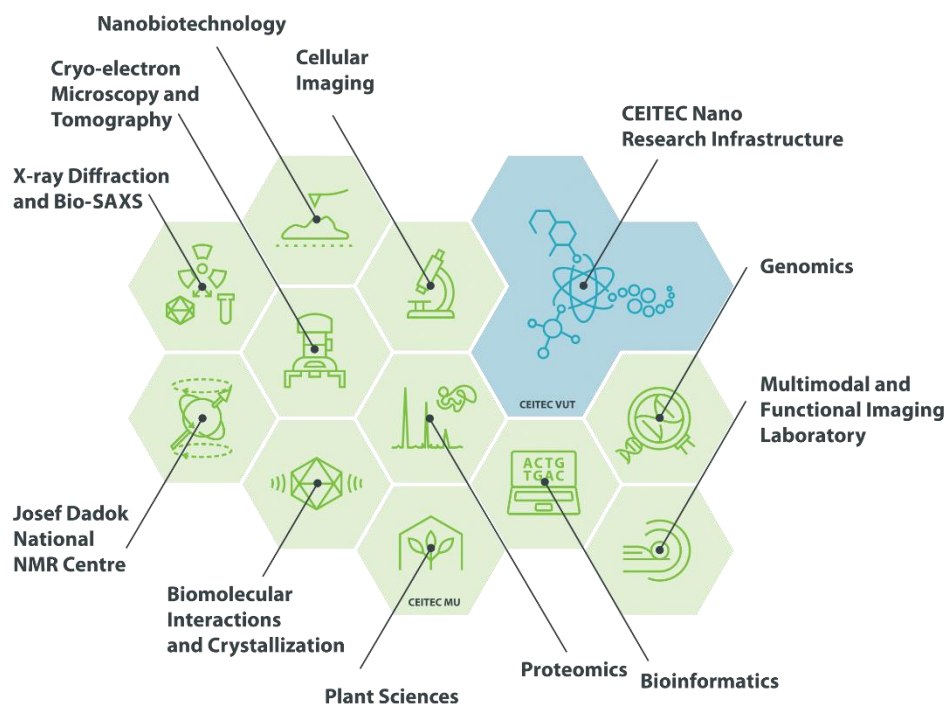 Nanobiotechnology
Cryo-electron
Microscopy and
Tomography
Cellular
Imaging
CEITEC Nano
Research Infrastructure
X-ray Diffraction
and Bio-SAXS
Genomics
CEITEC VUT
Multimodal and
Functional Imaging
Laboratory
ACTG
TGAC
Josef Dadok
National
NMR Centre
CEITEC MU
Biomolecular
Interactions
and Crystallization
Proteomics
Bioinformatics
Plant Sciences